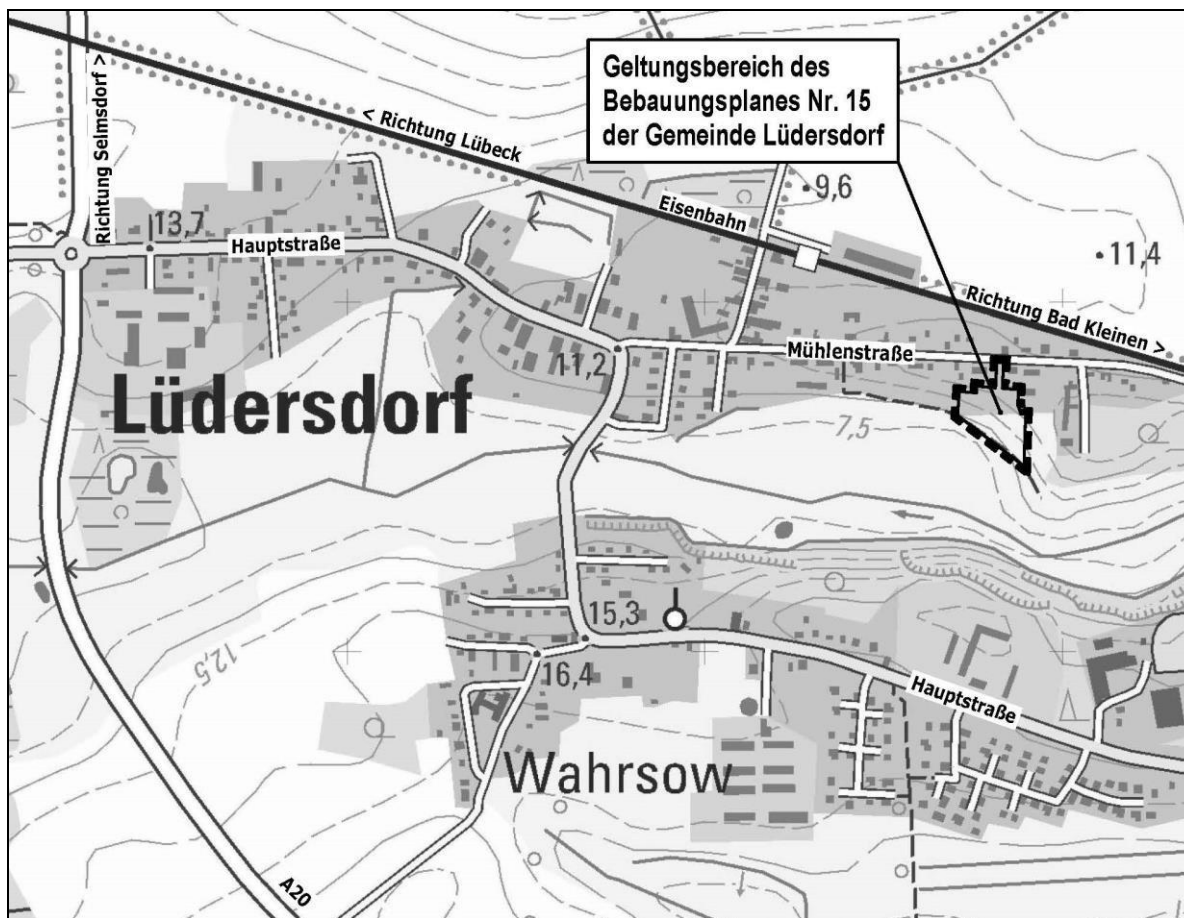 Geltungsbereich des
Bebauungsplanes Nr. 15
der Gemeinde Lüdersdorf
Richtung Selmsdorf >
< Richtung Lübeck
9,6
Eisenbahn
13,7
Hauptstraße
11,4
Richtung Bad Kleinen >
11,2
Mühlenstraße
Lüdersdorf
7,5
15,3
12,5
16,4
Hauptstraße
Wahrsow
A20